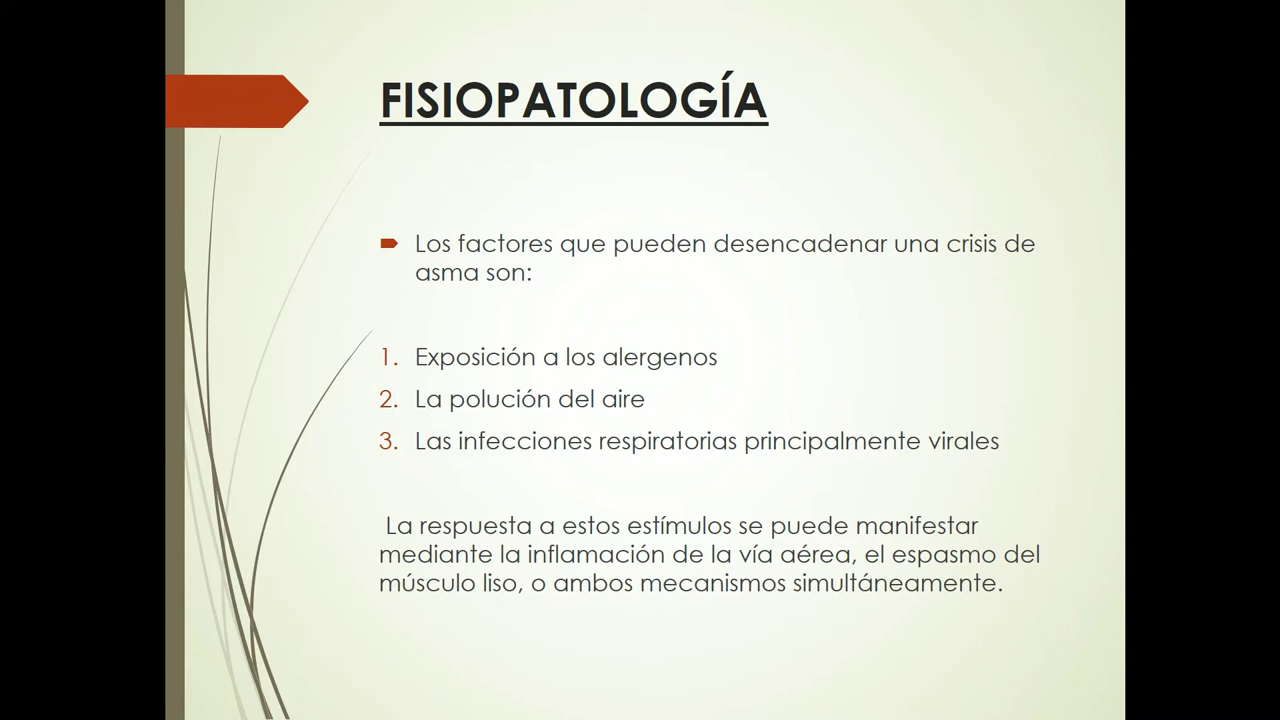 FISIOPATOLOGÍA
Los factores que pueden desencadenar una crisis de
asma son:
1. Exposición a los alergenos
2. La polución del aire
3. Las infecciones respiratorias principalmente virales
La respuesta a estos estímulos se puede manifestar
mediante la inflamación de la vía aérea, el espasmo del
músculo liso, o ambos mecanismos simultáneamente.